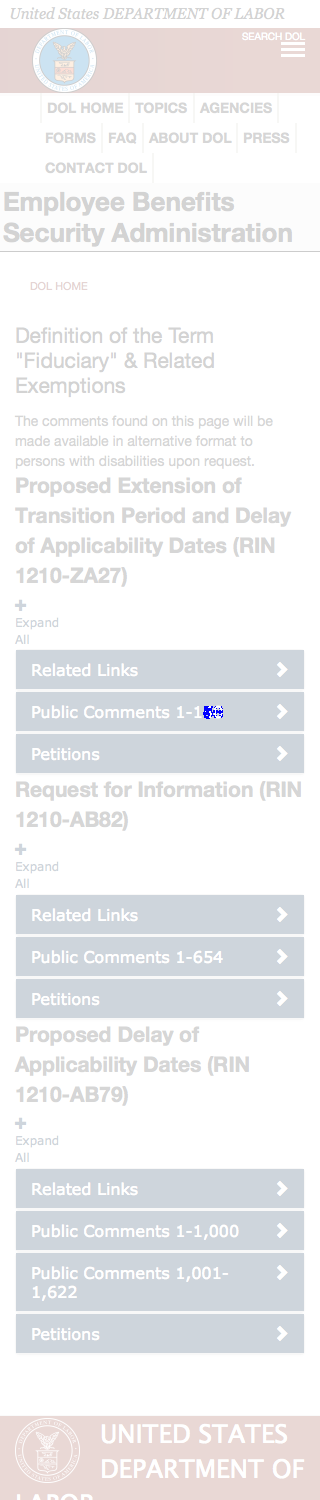 United States DEPARTMENT OF LABOR
SEARCH DOL
DOL HOME TOPICS AGENCIES
FORMS FAQ ABOUT DOL PRESS
CONTACT DOL
Employee Benefits
Security Administration
DOL HOME
Definition of the Term
"Fiduciary" & Related
Exemptions
The comments found on this page will be
made available in alternative format to
persons with disabilities upon request.
Proposed Extension of
Transition Period and Delay
of Applicability Dates (RIN
1210-ZA27)
Expand
All
Related Links
Public Comments
Petitions
Request for Information (RIN
1210-AB82)
Expand
All
Related Links
Public Comments 1-654
Petitions
Proposed Delay of
Applicability Dates (RIN
1210-AB79)
Expand
All
Related Links
Public Comments 1-1,000
Public Comments 1,001-
1,622
Petitions
UNITED STATES
DEPARTMENT OF
LABOR